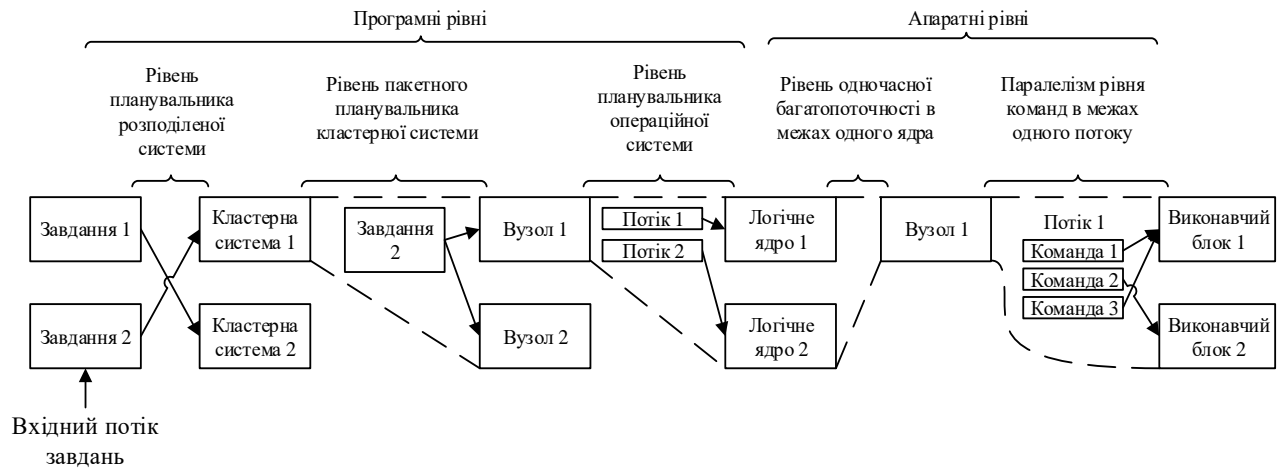 Програмні рівні
Апаратні рівні
Рівень
планувальника
розподіленої
системи
Рівень пакетного
планувальника
кластерної системи
Рівень
планувальника
операційної
системи
Рівень одночасної
багатопоточності в
межах одного ядра
Паралелізм рівня
команд в межах
одного потоку
Завдання 1
Завдання 2
Кластерна
система 1
Кластерна
система 2
Завдання
2
Вузол 1
Вузол 2
Потік 1
Потік 2
Логічне
ядро 1
Логічне
ядро 2
Вузол 1
Потік 1
Команда 1
Команда 2
Команда 3
Виконавчий
блок 1
Виконавчий
блок 2
Вхідний потік
завдань